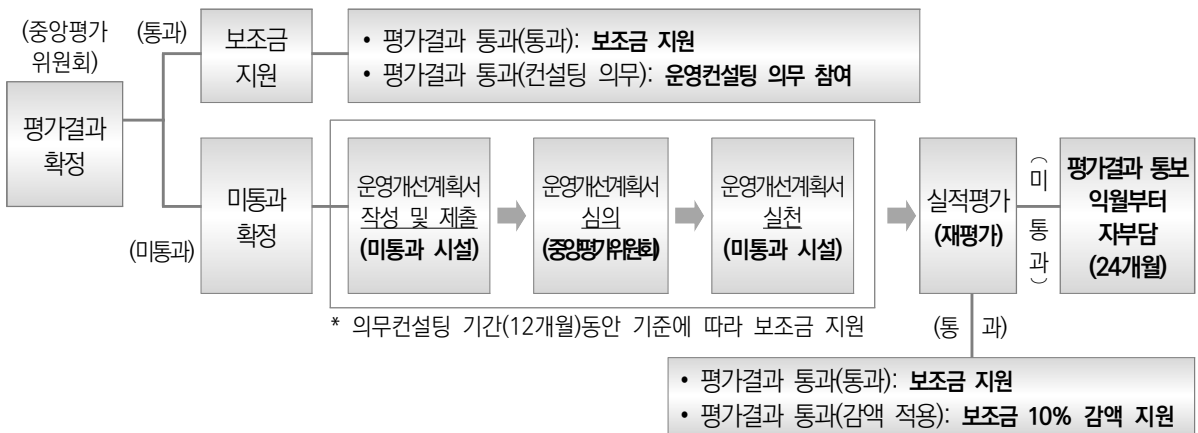 (중앙평가
위원회)
평가결과
확정
(통과)
보조금
지원
• 평가결과 통과(통과): 보조금 지원
• 평가결과 통과(컨설팅 의무): 운영컨설팅 의무 참여
(미통과)
미통과
확정
운영개선계획서
작성 및 제출
(미통과 시설)
운영개선계획서
심의
(중앙평가위원회)
운영개선계획서
실천
(미통과 시설)
* 의무컨설팅 기간(12개월)동안 기준에 따라 보조금 지원
실적평가
(재평가)
(미통과)
평가결과 통보
익월부터
자부담
(24개월)
(통과)
• 평가결과 통과(통과): 보조금 지원
• 평가결과 통과(감액 적용): 보조금 10% 감액 지원